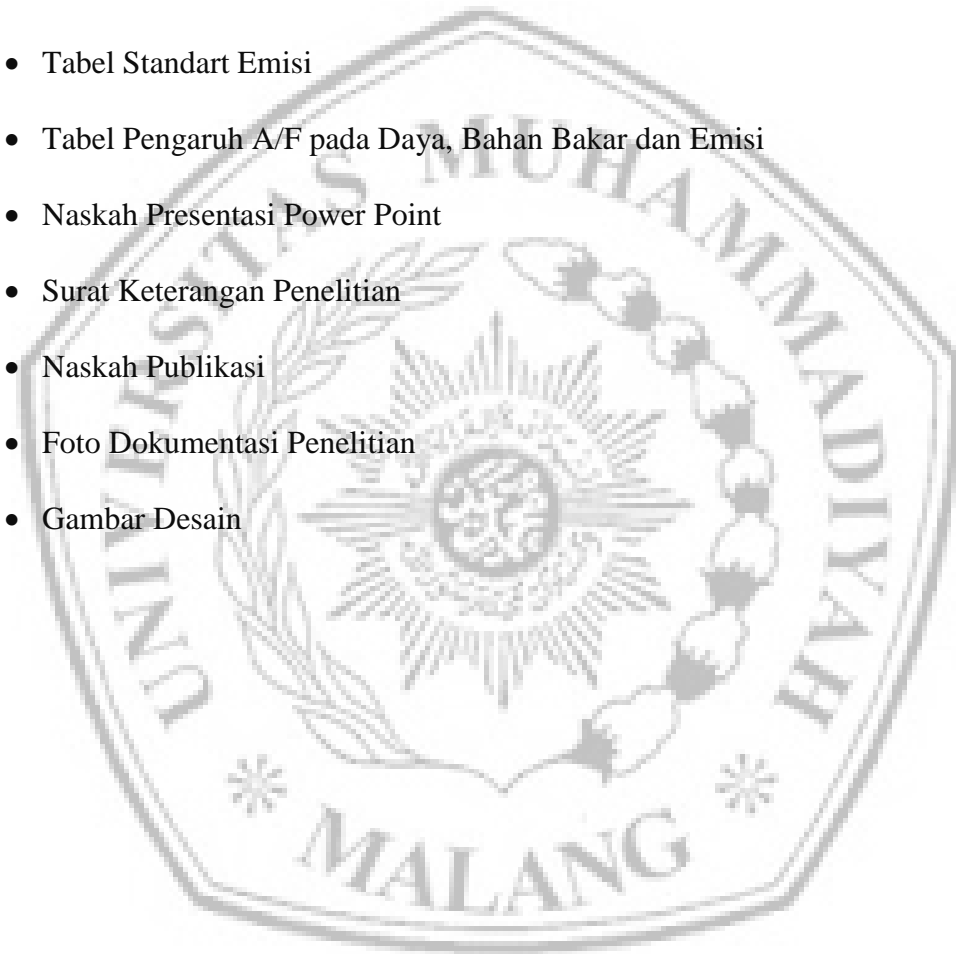 • Tabel Standart Emisi
• Tabel Pengaruh A/F pada Daya, Bahan Bakar dan Emisi
• Naskah Presentasi Power Point
• Surat Keterangan Penelitian
• Naskah Publikasi
• Foto Dokumentasi Penelitian
• Gambar Desain
UNIVERSITAS MUHAMMADIYAH
MALANG